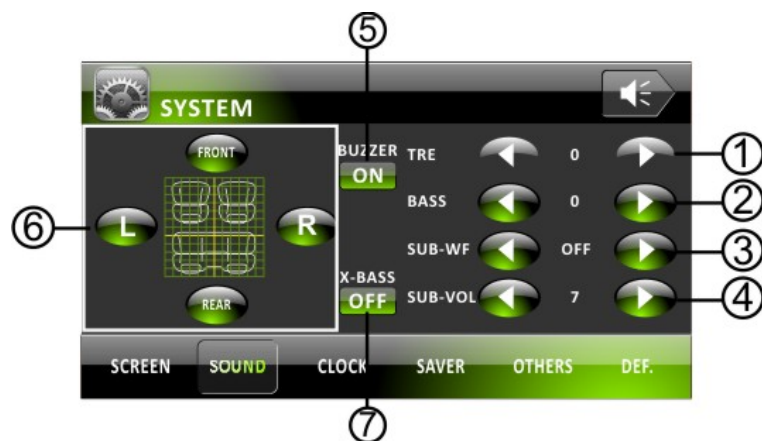 ⑤
SYSTEM
FRONT
BUZZER
ON
TRE 0 ①
BASS 0 ②
⑥ L R
SUB-WF OFF ③
X-BASS
OFF
SUB-VOL 7 ④
REAR
SCREEN SOUND CLOCK SAVER OTHERS DEF.
⑦